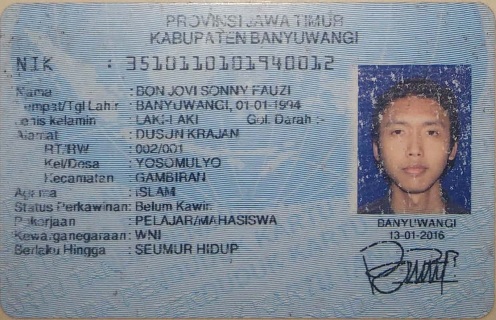 PROVINSI JAWA TIMUR
KABUPATEN BANYUWANGI
NIK : 3510110101940012
Nama : BON JOVI SONNY FAUZI
Tempat/Tgl Lahir : BANYUWANGI, 01-01-1994
Jenis kelamin : LAKI-LAKI Gol. Darah :-
Alamat : DUSUN KRAJAN
RT/RW : 002/001
Kel/Desa : YOSOMULYO
Kecamatan : GAMBIRAN
Agama : ISLAM
Status Perkawinan: Belum Kawin
Pekerjaan : PELAJAR/MAHASISWA
Kewarganegaraan: WNI
Berlaku Hingga : SEUMUR HIDUP
BANYUWANGI
13-01-2016